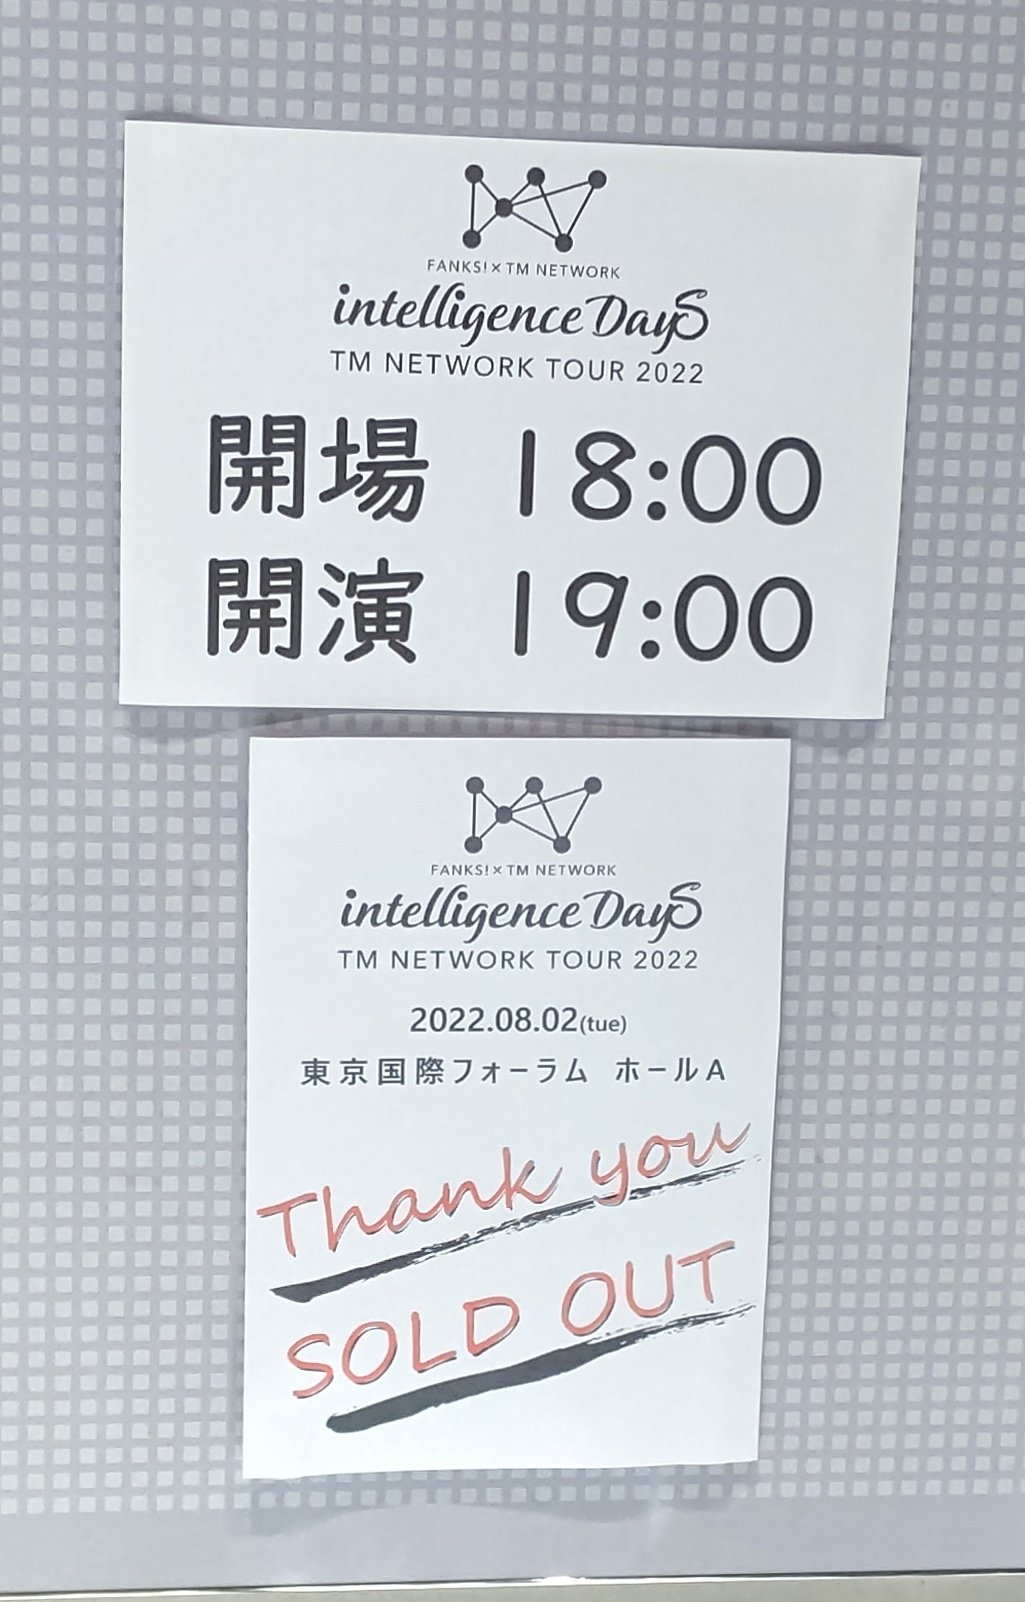 FANKS!×TM NETWORK
intelligence DayS
TM NETWORK TOUR 2022
開場 18:00
開演 19:00
FANKS!×TM NETWORK
intelligence DayS
TM NETWORK TOUR 2022
2022.08.02(tue)
東京国際フォーラム ホールA
Thank you
SOLD OUT